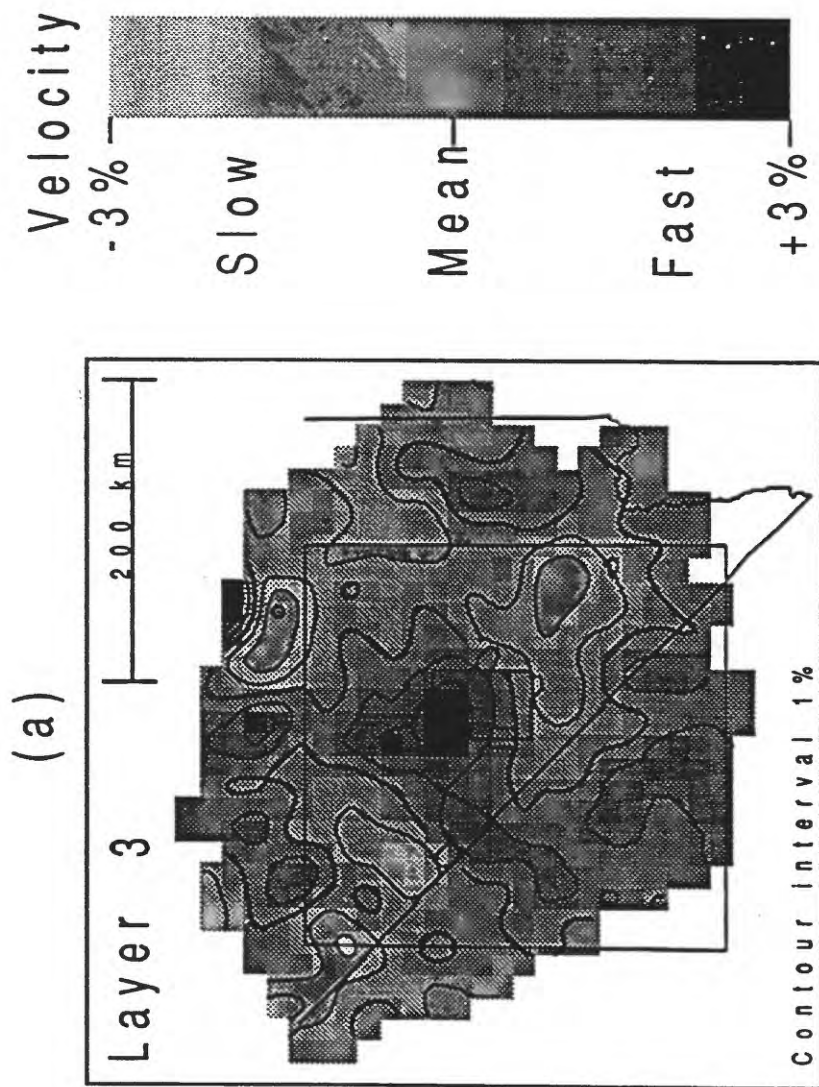 (a)
Layer 3
200 km
Contour Interval 1%
Velocity
-3%
Slow
Mean
Fast
+3%